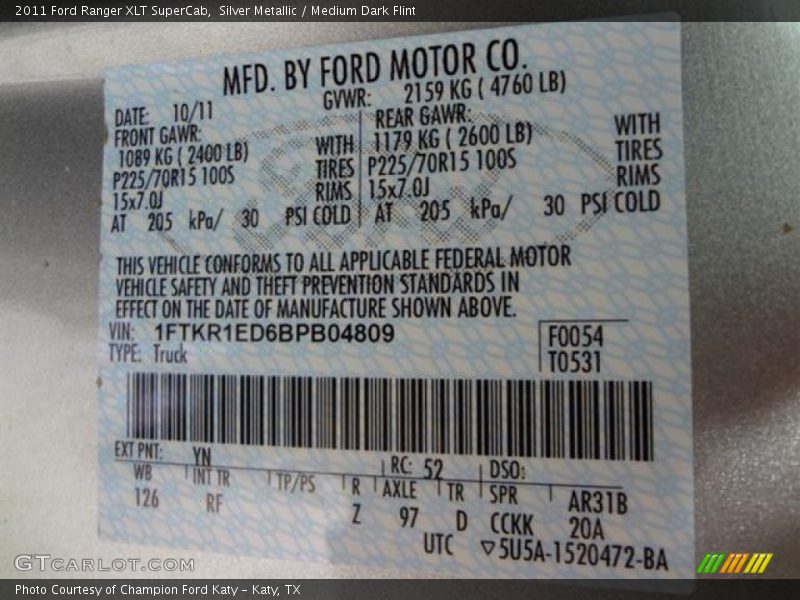 2011 Ford Ranger XLT SuperCab, Silver Metallic / Medium Dark Flint
MFD. BY FORD MOTOR CO.
DATE: 10/11 GVWR: 2159 KG ( 4760 LB)
FRONT GAWR: REAR GAWR:
1089 KG ( 2400 LB) WITH 1179 KG ( 2600 LB) WITH
P225/70R15 100S TIRES P225/70R15 100S TIRES
15x7.0J RIMS 15x7.0J RIMS
AT 205 kPa/ 30 PSI COLD AT 205 kPa/ 30 PSI COLD
THIS VEHICLE CONFORMS TO ALL APPLICABLE FEDERAL MOTOR
VEHICLE SAFETY AND THEFT PREVENTION STANDARDS IN
EFFECT ON THE DATE OF MANUFACTURE SHOWN ABOVE.
VIN: 1FTKR1ED6BPB04809 F0054
TYPE: Truck T0531
EXT PNT: YN RC: 52 DSO:
WB INT TR TP/PS R AXLE TR SPR AR31B
126 RF Z 97 D CCKK 20A
UTC ▽5U5A-1520472-BA
GTCARLOT.COM
Photo Courtesy of Champion Ford Katy – Katy, TX